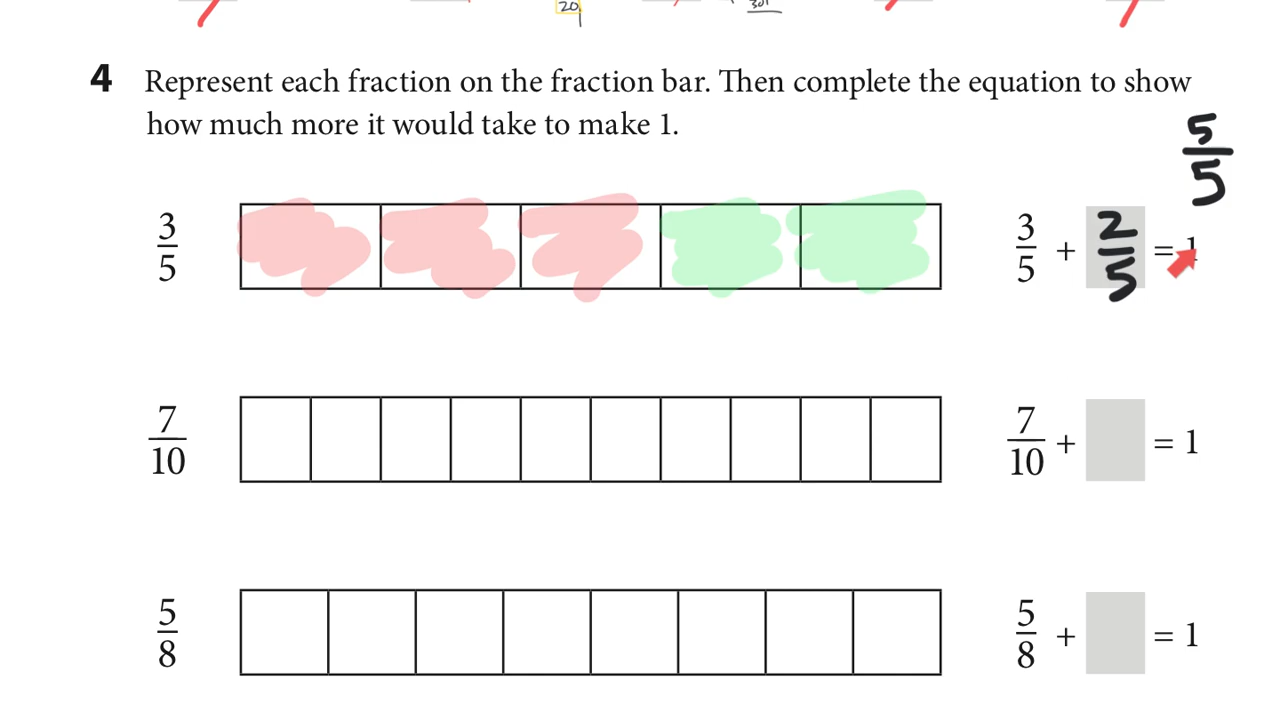 20
301
4 Represent each fraction on the fraction bar. Then complete the equation to show
how much more it would take to make 1.
5/5
3/5
3/5 + 2/5 = 1
7/10
7/10 + = 1
5/8
5/8 + = 1